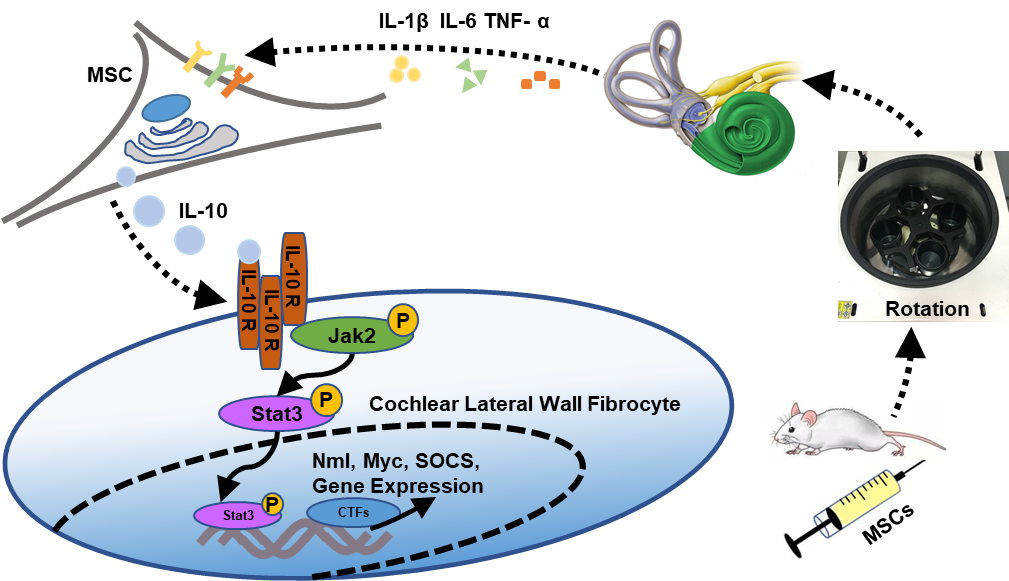 IL-1β IL-6 TNF- α
MSC
IL-10
IL-10 R
IL-10 R
IL-10 R
Jak2
P
Stat3
P
Cochlear Lateral Wall Fibrocyte
Nml, Myc, SOCS,
Gene Expression
Stat3
P
CTFs
Rotation
MSCs